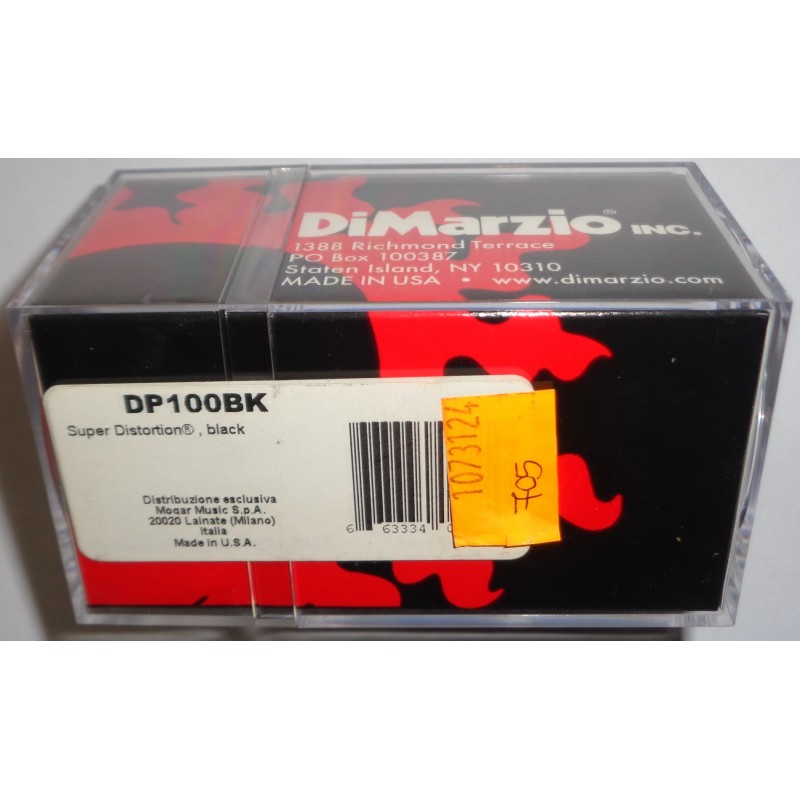 DiMarzio® INC.
1388 Richmond Terrace
PO Box 100387
Staten Island, NY 10310
MADE IN USA • www.dimarzio.com
DP100BK
Super Distortion® , black
Distribuzione esclusiva
Mogar Music S.p.A.
20020 Lainate (Milano)
Italia
Made in U.S.A.
6 63334 0
1073124
705